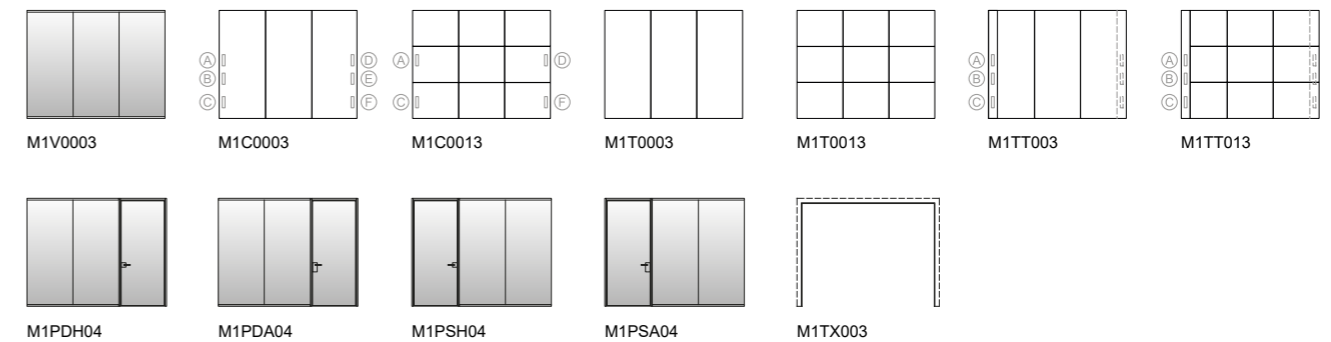 A D A D A A
B E B B
C F C F C C
M1V0003 M1C0003 M1C0013 M1T0003 M1T0013 M1TT003 M1TT013
M1PDH04 M1PDA04 M1PSH04 M1PSA04 M1TX003